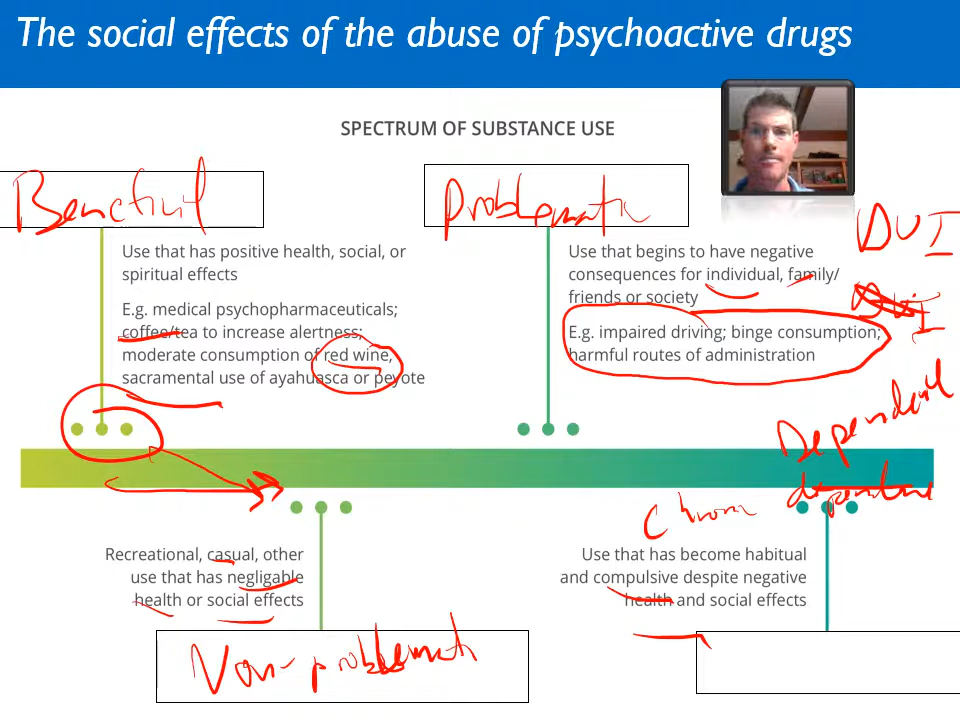 The social effects of the abuse of psychoactive drugs
SPECTRUM OF SUBSTANCE USE
Problematic
DUI
Use that has positive health, social, or
spiritual effects
E.g. medical psychopharmaceuticals;
coffee/tea to increase alertness;
moderate consumption of red wine,
sacramental use of ayahuasca or peyote
Use that begins to have negative
consequences for individual, family/
friends or society
E.g. impaired driving; binge consumption;
harmful routes of administration
Recreational, casual, other
use that has negligable
health or social effects
Non-problematic
Use that has become habitual
and compulsive despite negative
health and social effects